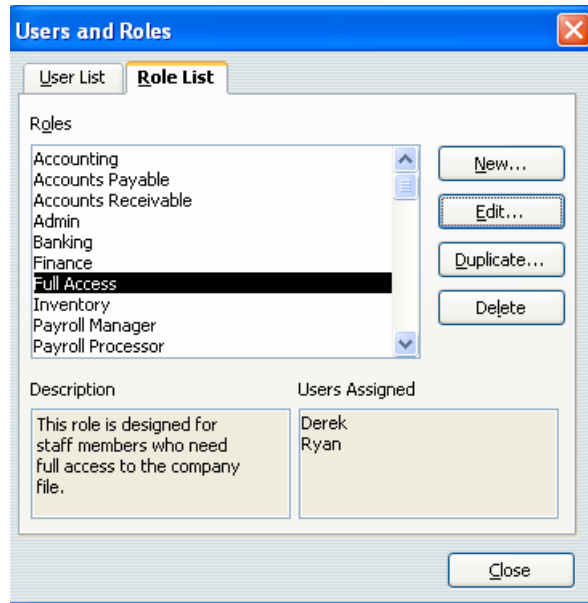 Users and Roles
User List
Role List
Roles
Accounting
Accounts Payable
Accounts Receivable
Admin
Banking
Finance
Full Access
Inventory
Payroll Manager
Payroll Processor
New...
Edit...
Duplicate...
Delete
Description
This role is designed for
staff members who need
full access to the company
file.
Users Assigned
Derek
Ryan
Close